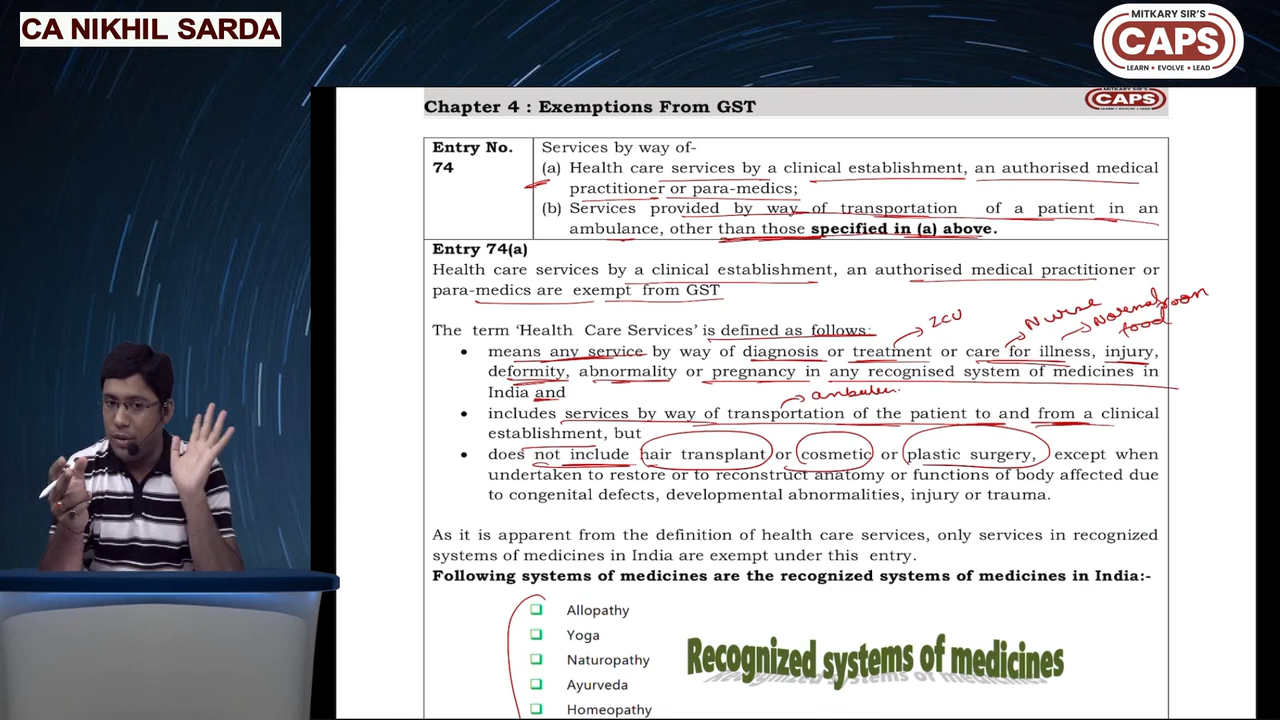 CA NIKHIL SARDA
MITKARY SIR'S
CAPS
LEARN • EVOLVE • LEAD
Chapter 4 : Exemptions From GST
CAPS
Entry No. 74
Services by way of-
(a) Health care services by a clinical establishment, an authorised medical
practitioner or para-medics;
(b) Services provided by way of transportation of a patient in an
ambulance, other than those specified in (a) above.
Entry 74(a)
Health care services by a clinical establishment, an authorised medical practitioner or
para-medics are exempt from GST
ICU
Nurse
Normal room
food
The term 'Health Care Services' is defined as follows:
• means any service by way of diagnosis or treatment or care for illness, injury,
deformity, abnormality or pregnancy in any recognised system of medicines in
India and
• includes services by way of transportation of the patient to and from a clinical
establishment, but
• does not include hair transplant or cosmetic or plastic surgery, except when
undertaken to restore or to reconstruct anatomy or functions of body affected due
to congenital defects, developmental abnormalities, injury or trauma.
As it is apparent from the definition of health care services, only services in recognized
systems of medicines in India are exempt under this entry.
Following systems of medicines are the recognized systems of medicines in India:-
Allopathy
Yoga
Naturopathy
Ayurveda
Homeopathy
Recognized systems of medicines